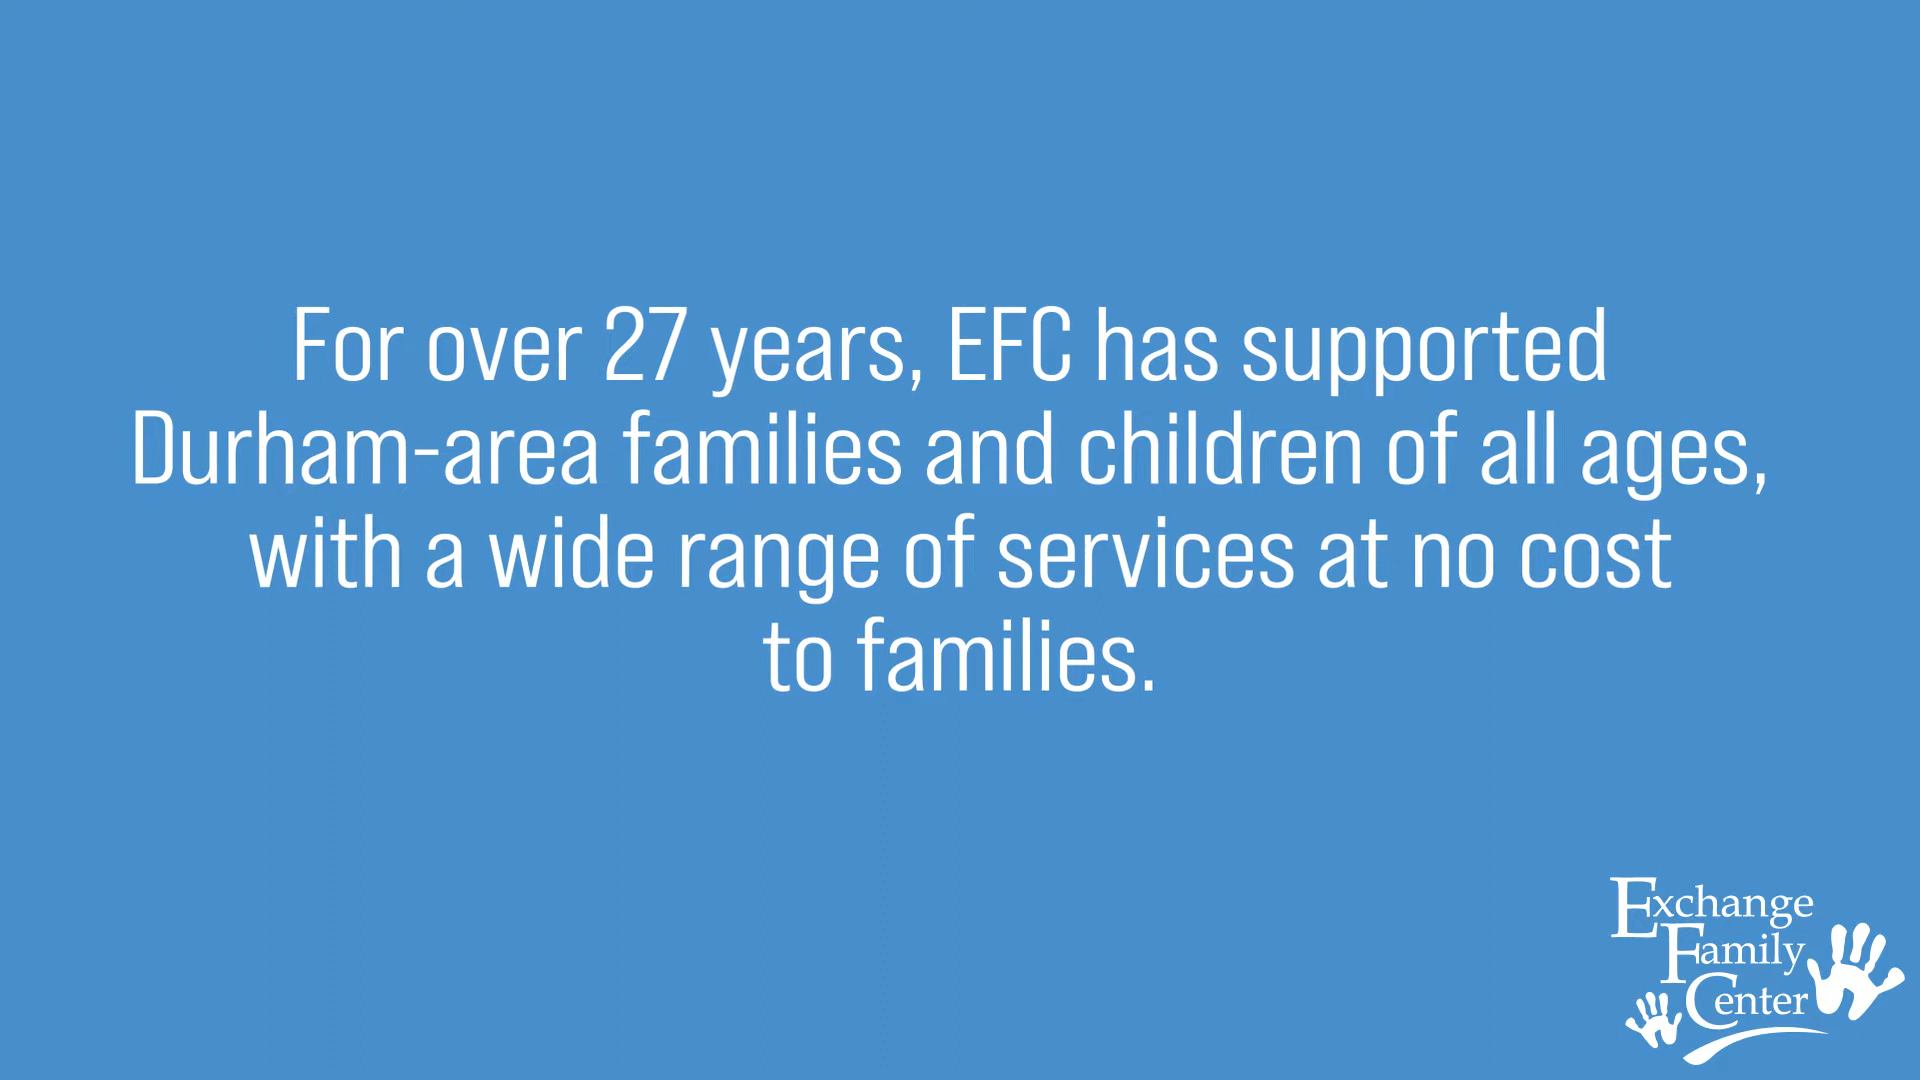 For over 27 years, EFC has supported
Durham-area families and children of all ages,
with a wide range of services at no cost
to families.
Exchange
Family
Center